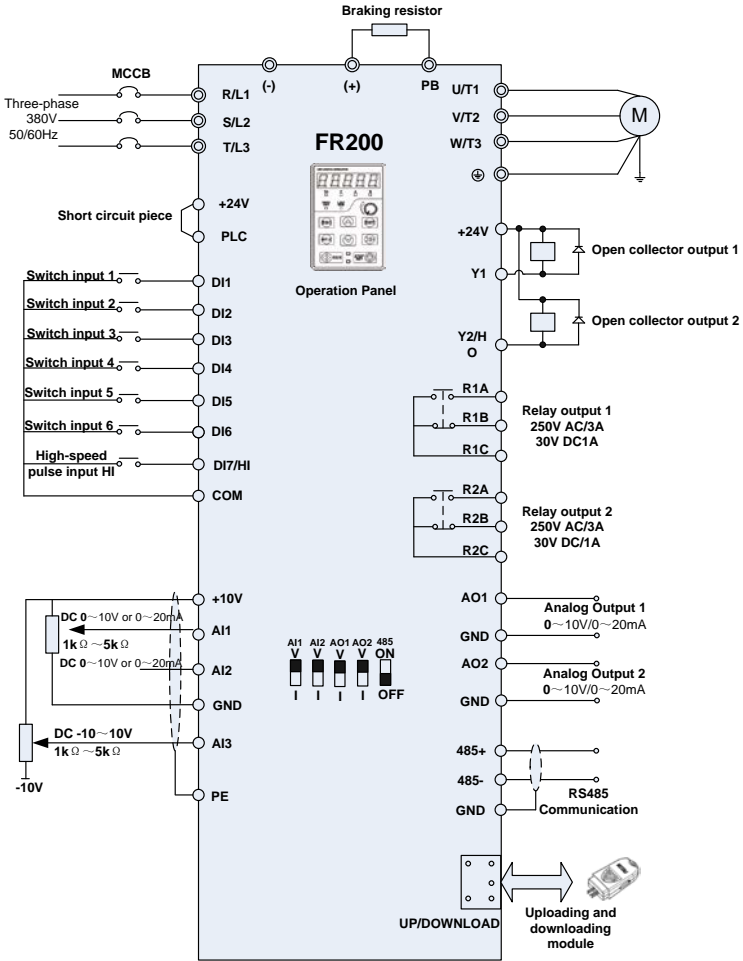 Braking resistor
MCCB
(-)
(+)
PB
Three-phase
380V
50/60Hz
R/L1
S/L2
T/L3
U/T1
V/T2
W/T3
M
FR200
Operation Panel
Short circuit piece
+24V
PLC
+24V
Y1
Y2/H
O
Open collector output 1
Open collector output 2
Switch input 1
DI1
Switch input 2
DI2
Switch input 3
DI3
Switch input 4
DI4
Switch input 5
DI5
Switch input 6
DI6
High-speed
pulse input HI
DI7/HI
COM
R1A
R1B
R1C
Relay output 1
250V AC/3A
30V DC1A
R2A
R2B
R2C
Relay output 2
250V AC/3A
30V DC/1A
+10V
DC 0～10V or 0～20mA
AI1
1kΩ～5kΩ
DC 0～10V or 0～20mA
AI2
GND
DC -10～10V
AI3
1kΩ～5kΩ
-10V
PE
AI1 AI2 AO1 AO2 485
V V V V ON
I I I I OFF
AO1
Analog Output 1
0～10V/0～20mA
GND
AO2
Analog Output 2
0～10V/0～20mA
GND
485+
485-
GND
RS485
Communication
UP/DOWNLOAD
Uploading and
downloading
module